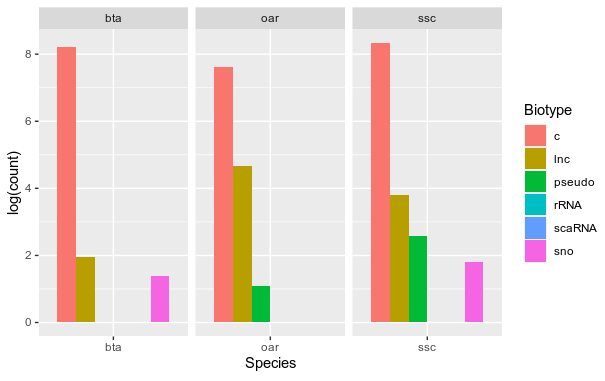 bta oar ssc
8
6
4
2
0
log(count)
bta oar ssc
Species
Biotype
c
lnc
pseudo
rRNA
scaRNA
sno